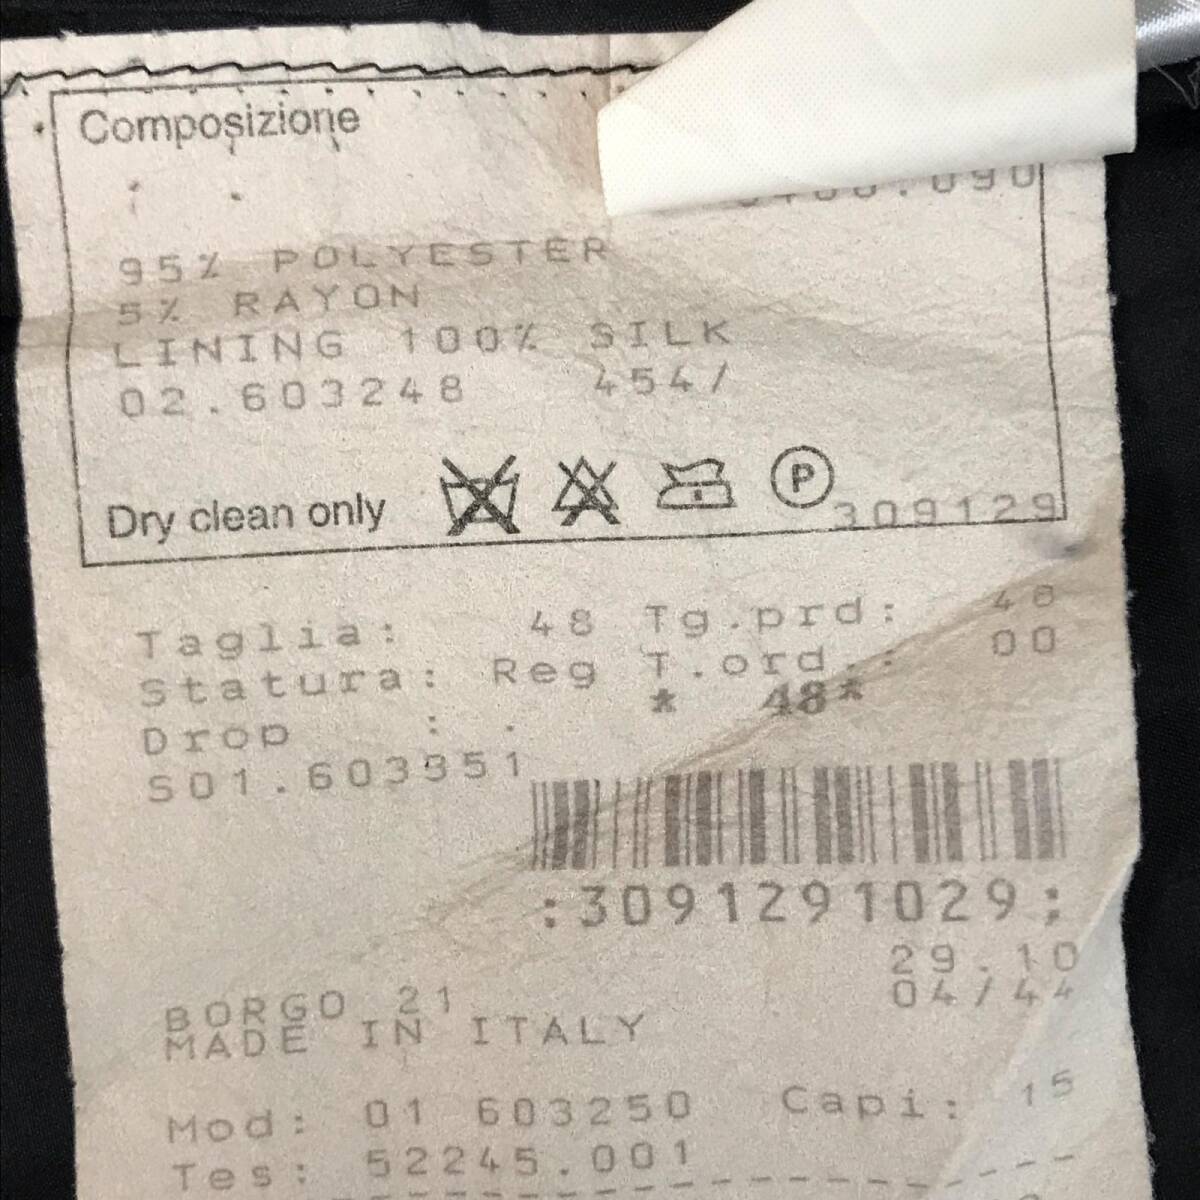 Composizione
.090
95% POLYESTER
5% RAYON
LINING 100% SILK
02.603248 454/
Dry clean only P
309129
Taglia: 48 Tg.prd: 48
Statura: Reg T.ord.: 00
Drop : . * 48*
S01.603351
:3091291029;
29.10
BORGO 21 04/44
MADE IN ITALY
Mod: 01 603250 Capi: 15
Tes: 52245.001